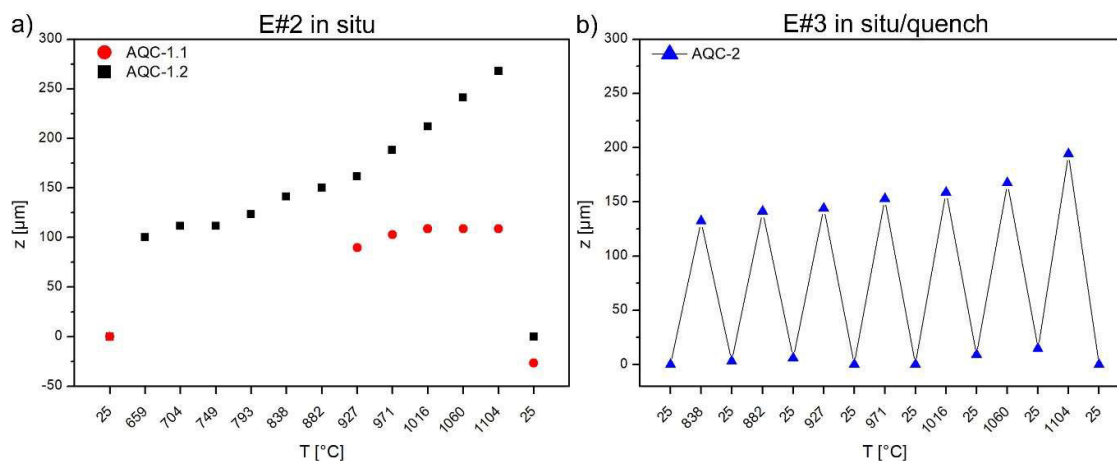 a)
E#2 in situ
300
250
200
150
100
50
0
-50
z [µm]
AQC-1.1
AQC-1.2
25 659 704 749 793 838 882 927 971 1016 1060 1104 25
T [°C]
b)
E#3 in situ/quench
300
250
200
150
100
50
0
z [µm]
AQC-2
25 838 25 882 25 927 25 971 25 1016 25 1060 25 1104 25
T [°C]